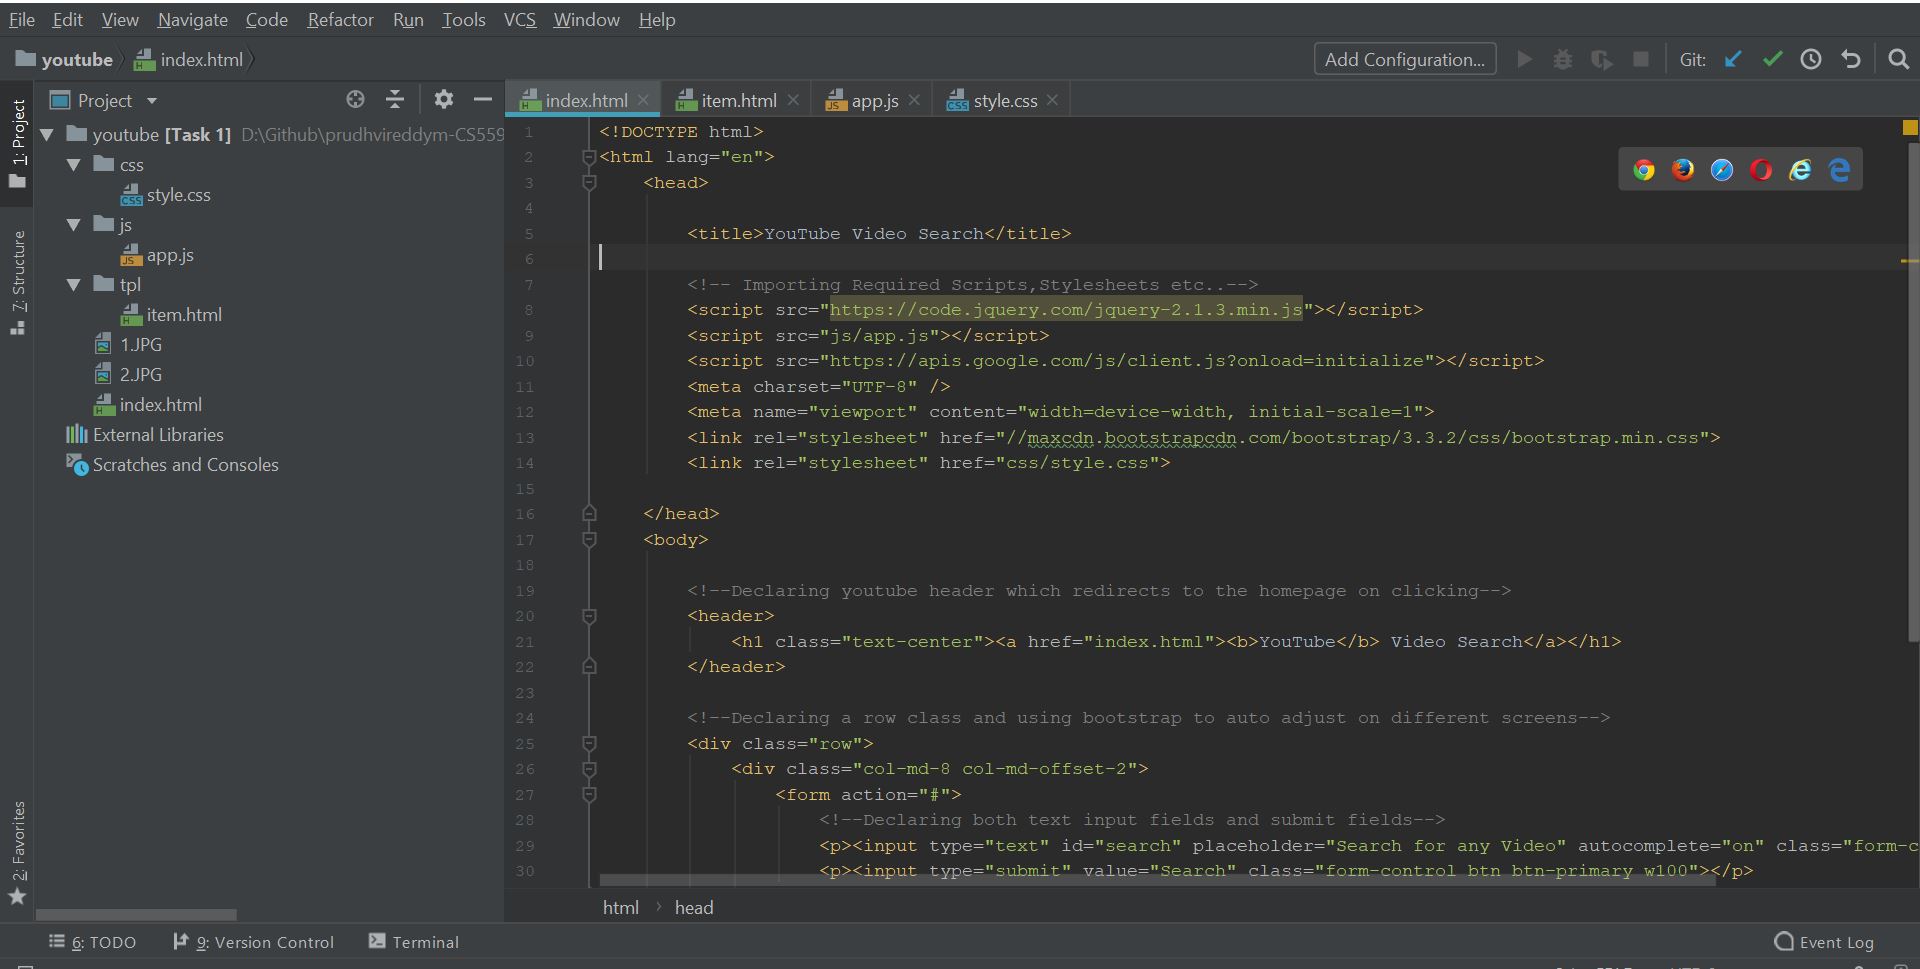 File Edit View Navigate Code Refactor Run Tools VCS Window Help
youtube index.html Add Configuration... Git:
Project
index.html item.html app.js style.css
1: Project
7: Structure
2: Favorites
youtube [Task 1] D:\Github\prudhvireddym-CS559
css
style.css
js
app.js
tpl
item.html
1.JPG
2.JPG
index.html
External Libraries
Scratches and Consoles
1 <!DOCTYPE html>
2 <html lang="en">
3 <head>
4
5 <title>YouTube Video Search</title>
6
7 <!-- Importing Required Scripts,Stylesheets etc..-->
8 <script src="https://code.jquery.com/jquery-2.1.3.min.js"></script>
9 <script src="js/app.js"></script>
10 <script src="https://apis.google.com/js/client.js?onload=initialize"></script>
11 <meta charset="UTF-8" />
12 <meta name="viewport" content="width=device-width, initial-scale=1">
13 <link rel="stylesheet" href="//maxcdn.bootstrapcdn.com/bootstrap/3.3.2/css/bootstrap.min.css">
14 <link rel="stylesheet" href="css/style.css">
15
16 </head>
17 <body>
18
19 <!--Declaring youtube header which redirects to the homepage on clicking-->
20 <header>
21 <h1 class="text-center"><a href="index.html"><b>YouTube</b> Video Search</a></h1>
22 </header>
23
24 <!--Declaring a row class and using bootstrap to auto adjust on different screens-->
25 <div class="row">
26 <div class="col-md-8 col-md-offset-2">
27 <form action="#">
28 <!--Declaring both text input fields and submit fields-->
29 <p><input type="text" id="search" placeholder="Search for any Video" autocomplete="on" class="form-c
30 <p><input type="submit" value="Search" class="form-control btn btn-primary w100"></p>
html head
6: TODO 9: Version Control Terminal Event Log